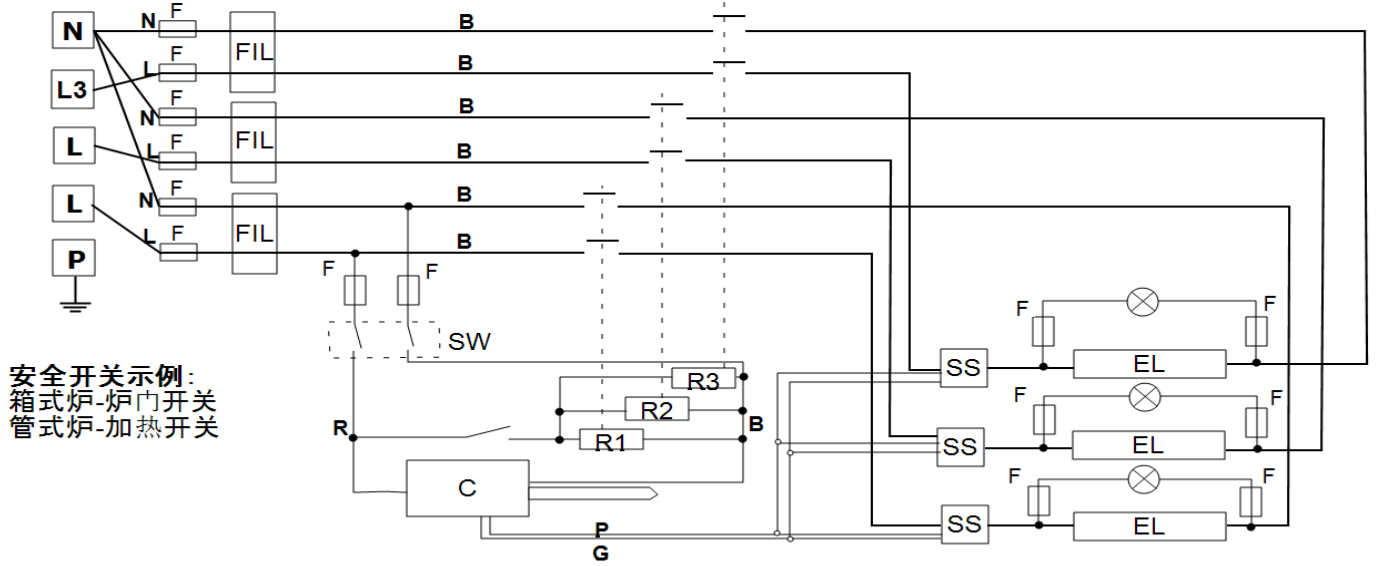 N F FIL B
L3 L F B
N F FIL B
L L F B
L N F FIL B
L F B
P
F F
SW
安全开关示例:
箱式炉-炉门开关
管式炉-加热开关
F F
SS EL
R3
F F
R2
R B
R1
SS EL
C
F F
P
G
SS EL